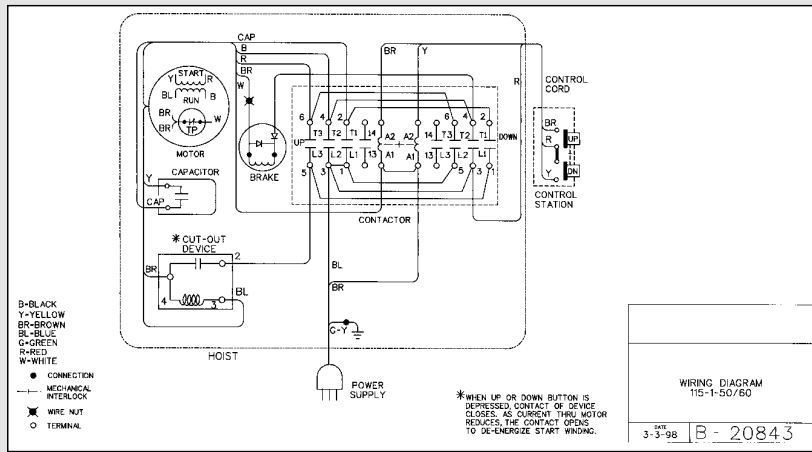 CAP
B
R
BR
W
BR
Y
R
START
Y R
RUN
BL B
BR
BR
TP
W
MOTOR
CAPACITOR
Y
CAP
BRAKE
6 4 2
6 4 2
T3 T2 T1 14
A2 A2
14 T3 T2 T1
UP
DOWN
L3 L2 L1 13
A1 A1
13 L3 L2 L1
5 3 1
5 3 1
CONTACTOR
CONTROL
CORD
BR
R
Y
UP
DN
CONTROL
STATION
* CUT-OUT
DEVICE
2
BR
BL
4 3
BL
BR
G-Y
HOIST
POWER
SUPPLY
B-BLACK
Y-YELLOW
BR-BROWN
BL-BLUE
G-GREEN
R-RED
W-WHITE
CONNECTION
MECHANICAL
INTERLOCK
WIRE NUT
TERMINAL
*WHEN UP OR DOWN BUTTON IS
DEPRESSED, CONTACT OF DEVICE
CLOSES. AS CURRENT THRU MOTOR
REDUCES, THE CONTACT OPENS
TO DE-ENERGIZE START WINDING.
WIRING DIAGRAM
115-1-50/60
DATE
3-3-98
B - 20843